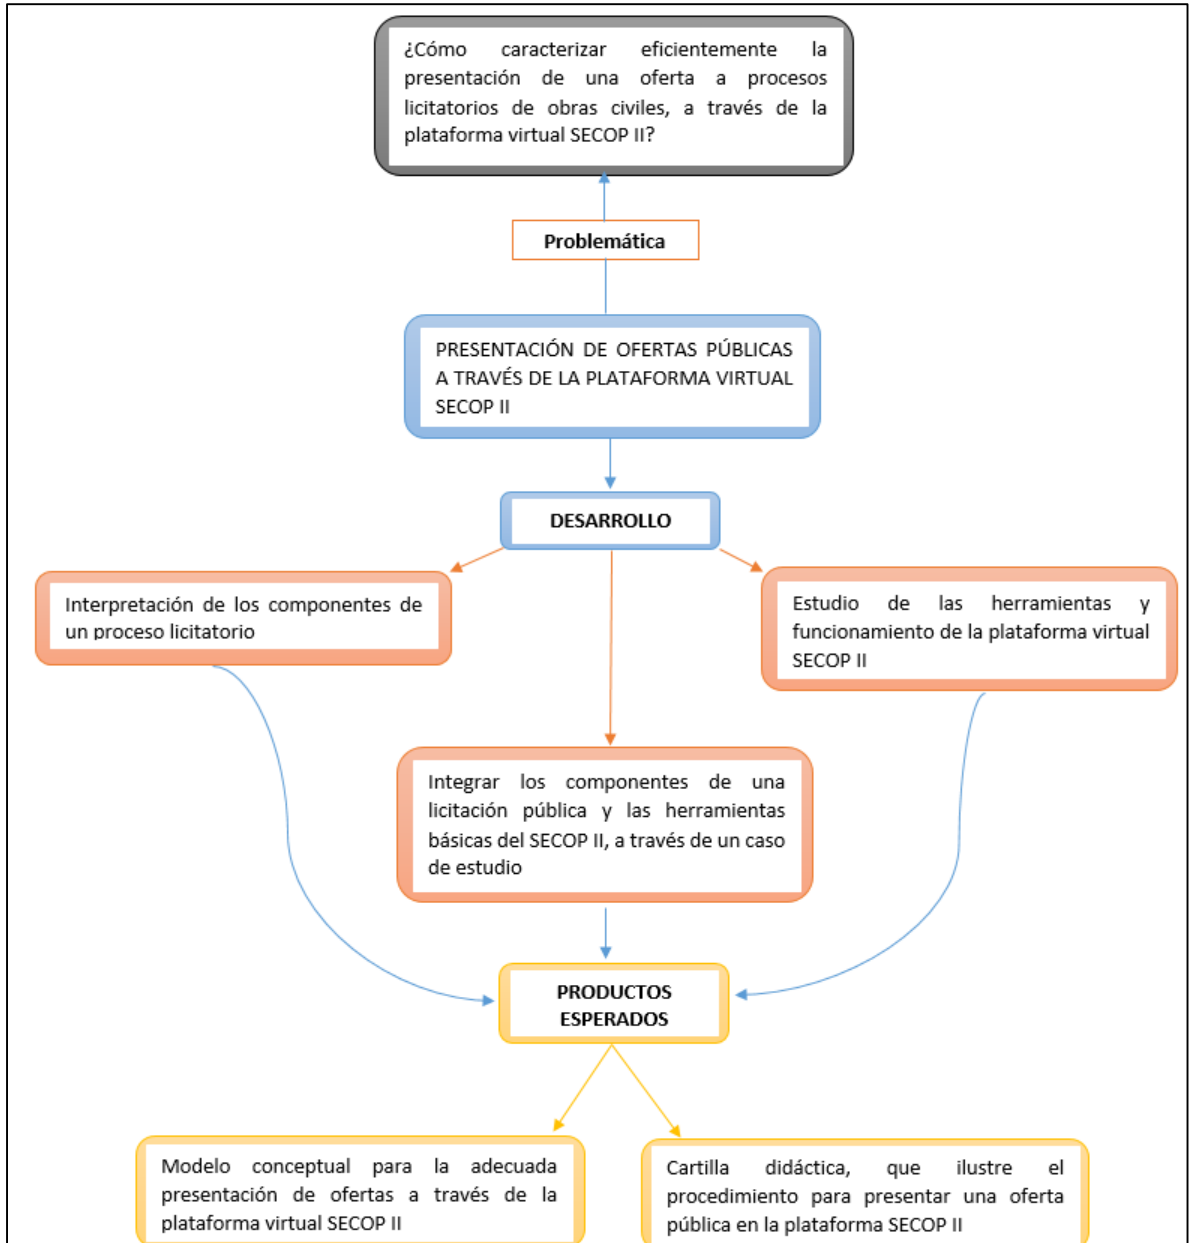 ¿Cómo caracterizar eficientemente la
presentación de una oferta a procesos
licitatorios de obras civiles, a través de la
plataforma virtual SECOP II?
Problemática
PRESENTACIÓN DE OFERTAS PÚBLICAS
A TRAVÉS DE LA PLATAFORMA VIRTUAL
SECOP II
DESARROLLO
Interpretación de los componentes de
un proceso licitatorio
Estudio de las herramientas y
funcionamiento de la plataforma virtual
SECOP II
Integrar los componentes de una
licitación pública y las herramientas
básicas del SECOP II, a través de un caso
de estudio
PRODUCTOS
ESPERADOS
Modelo conceptual para la adecuada
presentación de ofertas a través de la
plataforma virtual SECOP II
Cartilla didáctica, que ilustre el
procedimiento para presentar una oferta
pública en la plataforma SECOP II